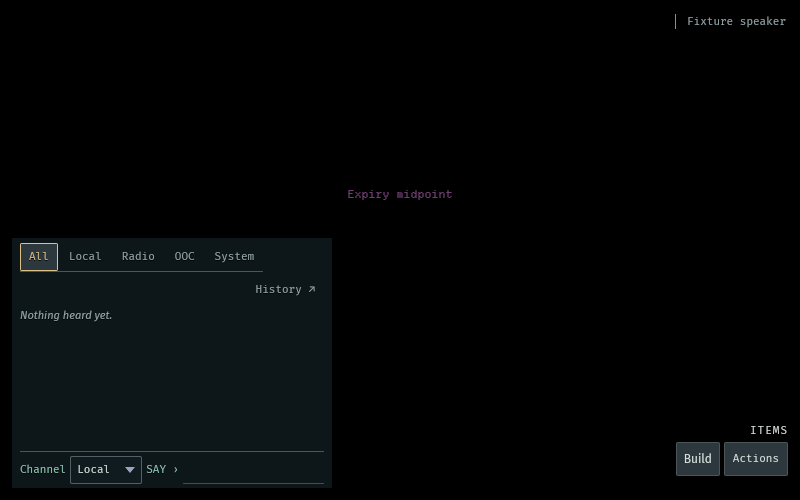 Fixture speaker
Expiry midpoint
All Local Radio OOC System
History ↗
Nothing heard yet.
ITEMS
Build Actions
Channel Local SAY ›